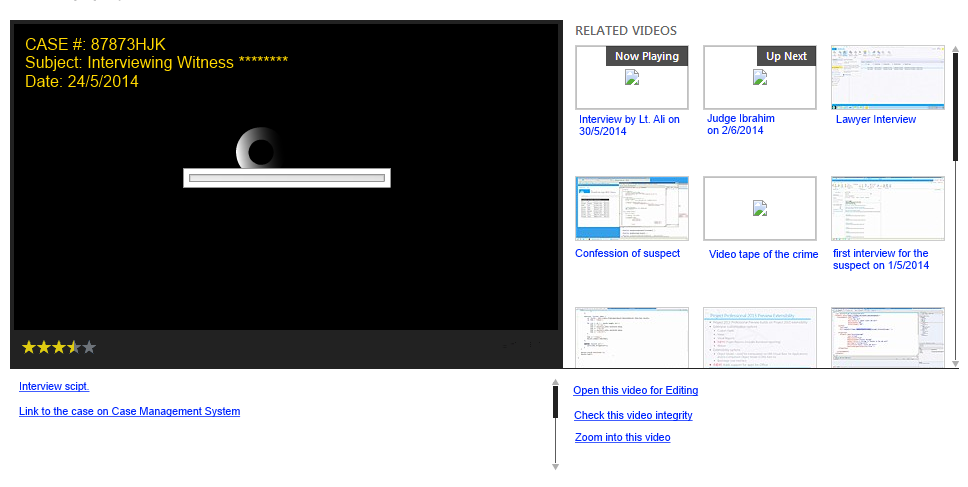 CASE #: 87873HJK
Subject: Interviewing Witness ********
Date: 24/5/2014
RELATED VIDEOS
Now Playing
Up Next
Interview by Lt. Ali on
30/5/2014
Judge Ibrahim
on 2/6/2014
Lawyer Interview
Confession of suspect
Video tape of the crime
first interview for the
suspect on 1/5/2014
Interview scipt.
Link to the case on Case Management System
Open this video for Editing
Check this video integrity
Zoom into this video